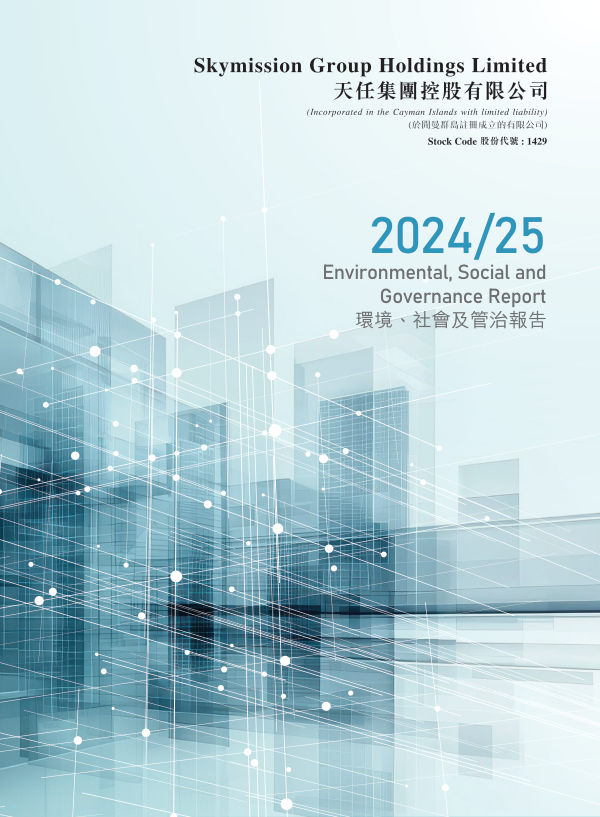 Skymission Group Holdings Limited
天任集團控股有限公司
(Incorporated in the Cayman Islands with limited liability)
(於開曼群島註冊成立的有限公司)
Stock Code 股份代號 : 1429
2024/25
Environmental, Social and
Governance Report
環境、社會及管治報告